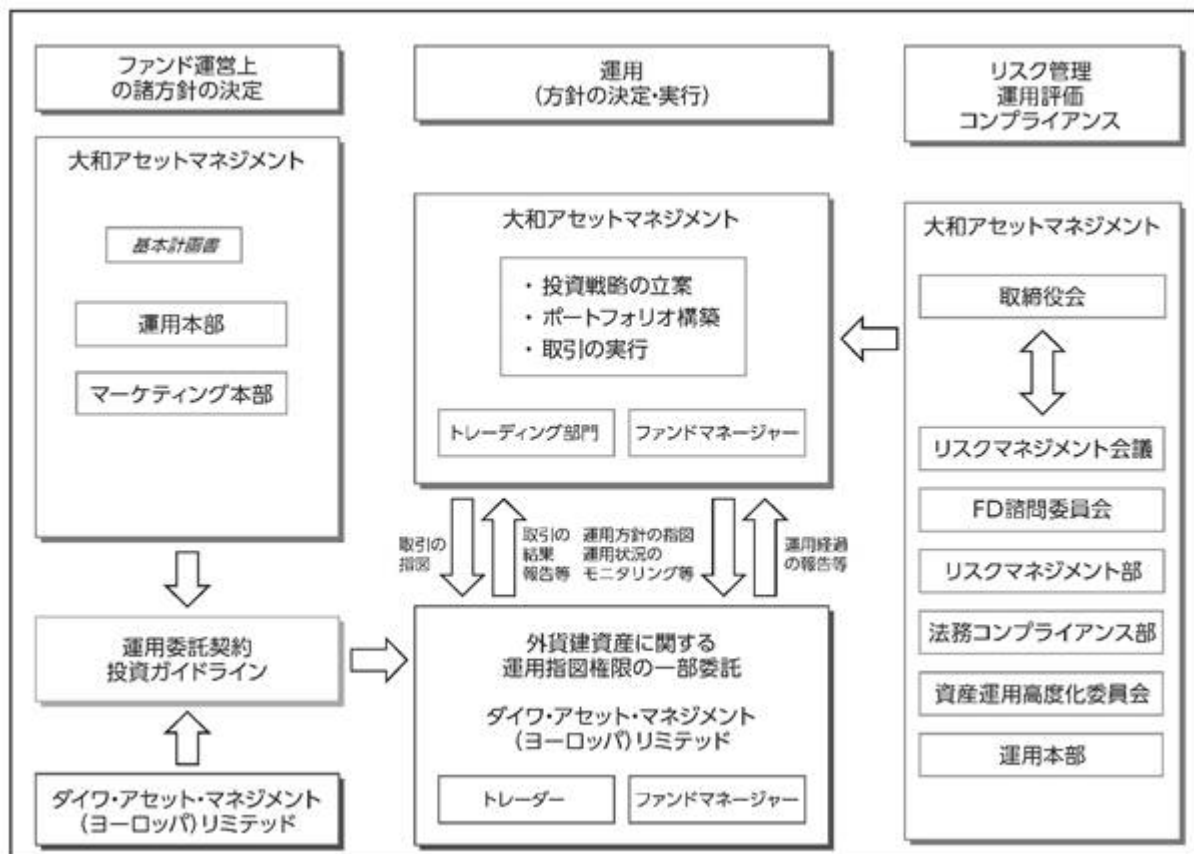 ファンド運営上
の諸方針の決定
大和アセットマネジメント
基本計画書
運用本部
マーケティング本部
運用委託契約
投資ガイドライン
ダイワ・アセット・マネジメント
(ヨーロッパ)リミテッド
運用
(方針の決定・実行)
大和アセットマネジメント
・投資戦略の立案
・ポートフォリオ構築
・取引の実行
トレーディング部門
ファンドマネージャー
取引の
指図
取引の
結果
報告等
運用方針の指図
運用状況の
モニタリング等
運用経過
の報告等
外貨建資産に関する
運用指図権限の一部委託
ダイワ・アセット・マネジメント
(ヨーロッパ)リミテッド
トレーダー
ファンドマネージャー
リスク管理
運用評価
コンプライアンス
大和アセットマネジメント
取締役会
リスクマネジメント会議
FD諮問委員会
リスクマネジメント部
法務コンプライアンス部
資産運用高度化委員会
運用本部